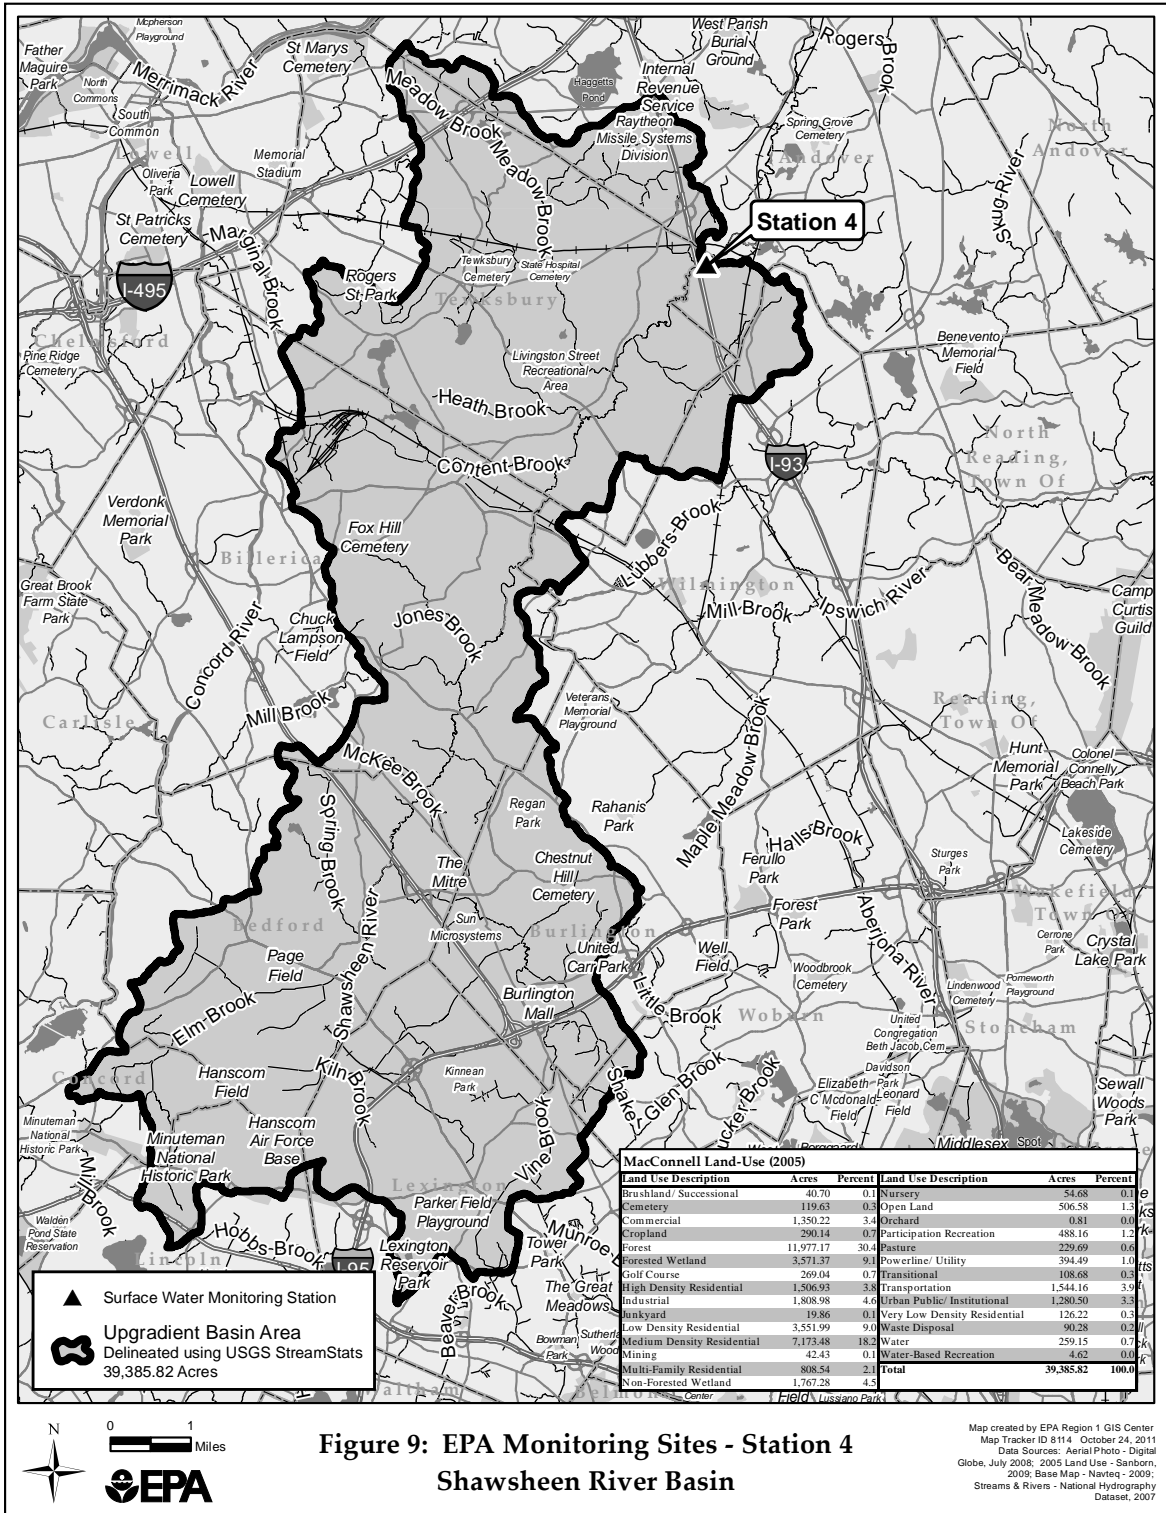 Mcpherson
Playground
Father
Maguire
Park
North
Commons
Merrimack River
St Marys
Cemetery
South
Common
Lowell
Oliveria
Park
Lowell
Cemetery
Memorial
Stadium
St Patricks
Cemetery
Marginal Brook
I-495
Chelmsford
Pine Ridge
Cemetery
Meadow Brook
Meadow Brook
Haggetts
Pond
West Parish
Burial
Ground
Internal
Revenue
Service
Raytheon
Missile Systems
Division
Rogers Brook
Spring Grove
Cemetery
Andover
North
Andover
Skug River
Station 4
Rogers
St Park
Tewksbury
Cemetery
State Hospital
Cemetery
Tewksbury
Livingston Street
Recreational
Area
Benevento
Memorial
Field
Heath Brook
Content Brook
I-93
North
Reading,
Town Of
Verdonk
Memorial
Park
Fox Hill
Cemetery
Billerica
Lubbers Brook
Wilmington
Mill Brook
Ipswich River
Bear Meadow Brook
Camp
Curtis
Guild
Great Brook
Farm State
Park
Chuck
Lampson
Field
Concord River
Jones Brook
Mill Brook
Carlisle
Veterans
Memorial
Playground
Reading,
Town Of
Hunt
Memorial
Park
Colonel
Connelly
Beach Park
McKee Brook
Spring Brook
Regan
Park
Rahanis
Park
Maple Meadow Brook
Halls Brook
Lakeside
Cemetery
The
Mitre
Chestnut
Hill
Cemetery
Ferullo
Park
Sturges
Park
Wakefield
Town Of
Forest
Park
Aberjona River
Bedford
Sun
Microsystems
Burlington
United
Carr Park
Well
Field
Cerrone
Park
Crystal
Lake Park
Page
Field
Shawsheen River
Woodbrook
Cemetery
Lindenwood
Cemetery
Pomeworth
Playground
Burlington
Mall
Little Brook
Woburn
Stoneham
Elm Brook
United
Congregation
Beth Jacob Cem
Concord
Hanscom
Field
Kiln Brook
Kinnean
Park
Shaker Glen Brook
Davidson
Park
Elizabeth
C Mcdonald
Field
Leonard
Field
Sewall
Woods
Park
Minuteman
National
Historic Park
Hanscom
Air Force
Base
Minuteman
National
Historic Park
Vine Brook
Middlesex
Spot
Mill Brook
Lexington
Parker Field
Playground
Walden
Pond State
Reservation
Hobbs Brook
Lincoln
I-95
Lexington
Reservoir
Park
Tower
Park
Munroe
The Great
Meadows
Beaver Brook
Bowman
Park
Center
Field
Lussiano Park
MacConnell Land-Use (2005)
Land Use Description Acres Percent Land Use Description Acres Percent
Brushland/ Successional 40.70 0.1 Nursery 54.68 0.1
Cemetery 119.63 0.3 Open Land 506.58 1.3
Commercial 1,350.22 3.4 Orchard 0.81 0.0
Cropland 290.14 0.7 Participation Recreation 488.16 1.2
Forest 11,977.17 30.4 Pasture 229.69 0.6
Forested Wetland 3,571.37 9.1 Powerline/ Utility 394.49 1.0
Golf Course 269.04 0.7 Transitional 108.68 0.3
High Density Residential 1,506.93 3.8 Transportation 1,544.16 3.9
Industrial 1,808.98 4.6 Urban Public/ Institutional 1,280.50 3.3
Junkyard 19.86 0.1 Very Low Density Residential 126.22 0.3
Low Density Residential 3,551.99 9.0 Waste Disposal 90.28 0.2
Medium Density Residential 7,173.48 18.2 Water 259.15 0.7
Mining 42.43 0.1 Water-Based Recreation 4.62 0.0
Multi-Family Residential 808.54 2.1 Total 39,385.82 100.0
Non-Forested Wetland 1,767.28 4.5
Surface Water Monitoring Station
Upgradient Basin Area
Delineated using USGS StreamStats
39,385.82 Acres
N
0 1
Miles
EPA
Figure 9: EPA Monitoring Sites - Station 4
Shawsheen River Basin
Map created by EPA Region 1 GIS Center
Map Tracker ID 8114 October 24, 2011
Data Sources: Aerial Photo - Digital
Globe, July 2008; 2005 Land Use - Sanborn,
2009; Base Map - Navteq - 2009;
Streams & Rivers - National Hydrography
Dataset, 2007